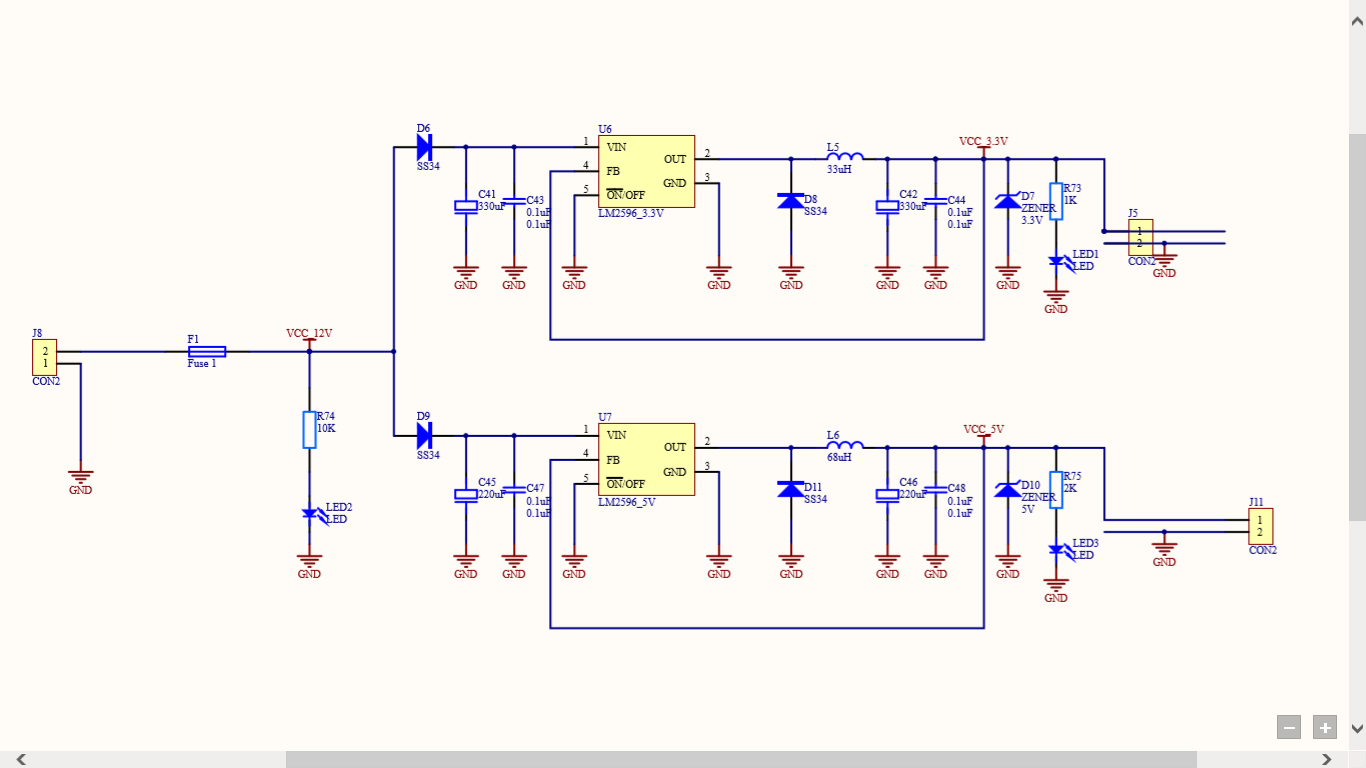 D6
SS34
C41
330uF
C43
0.1uF
0.1uF
U6
1
VIN
4
FB
5
ON/OFF
OUT
2
GND
3
LM2596_3.3V
D8
SS34
L5
33uH
C42
330uF
C44
0.1uF
0.1uF
VCC_3.3V
D7
ZENER
3.3V
R73
1K
LED1
LED
J5
1
2
CON2
GND
GND
GND
GND
GND
GND
GND
GND
GND
GND
J8
2
1
CON2
GND
F1
Fuse 1
VCC_12V
R74
10K
LED2
LED
GND
D9
SS34
C45
220uF
C47
0.1uF
0.1uF
U7
1
VIN
4
FB
5
ON/OFF
OUT
2
GND
3
LM2596_5V
D11
SS34
L6
68uH
C46
220uF
C48
0.1uF
0.1uF
VCC_5V
D10
ZENER
5V
R75
2K
LED3
LED
J11
1
2
CON2
GND
GND
GND
GND
GND
GND
GND
GND
GND
GND